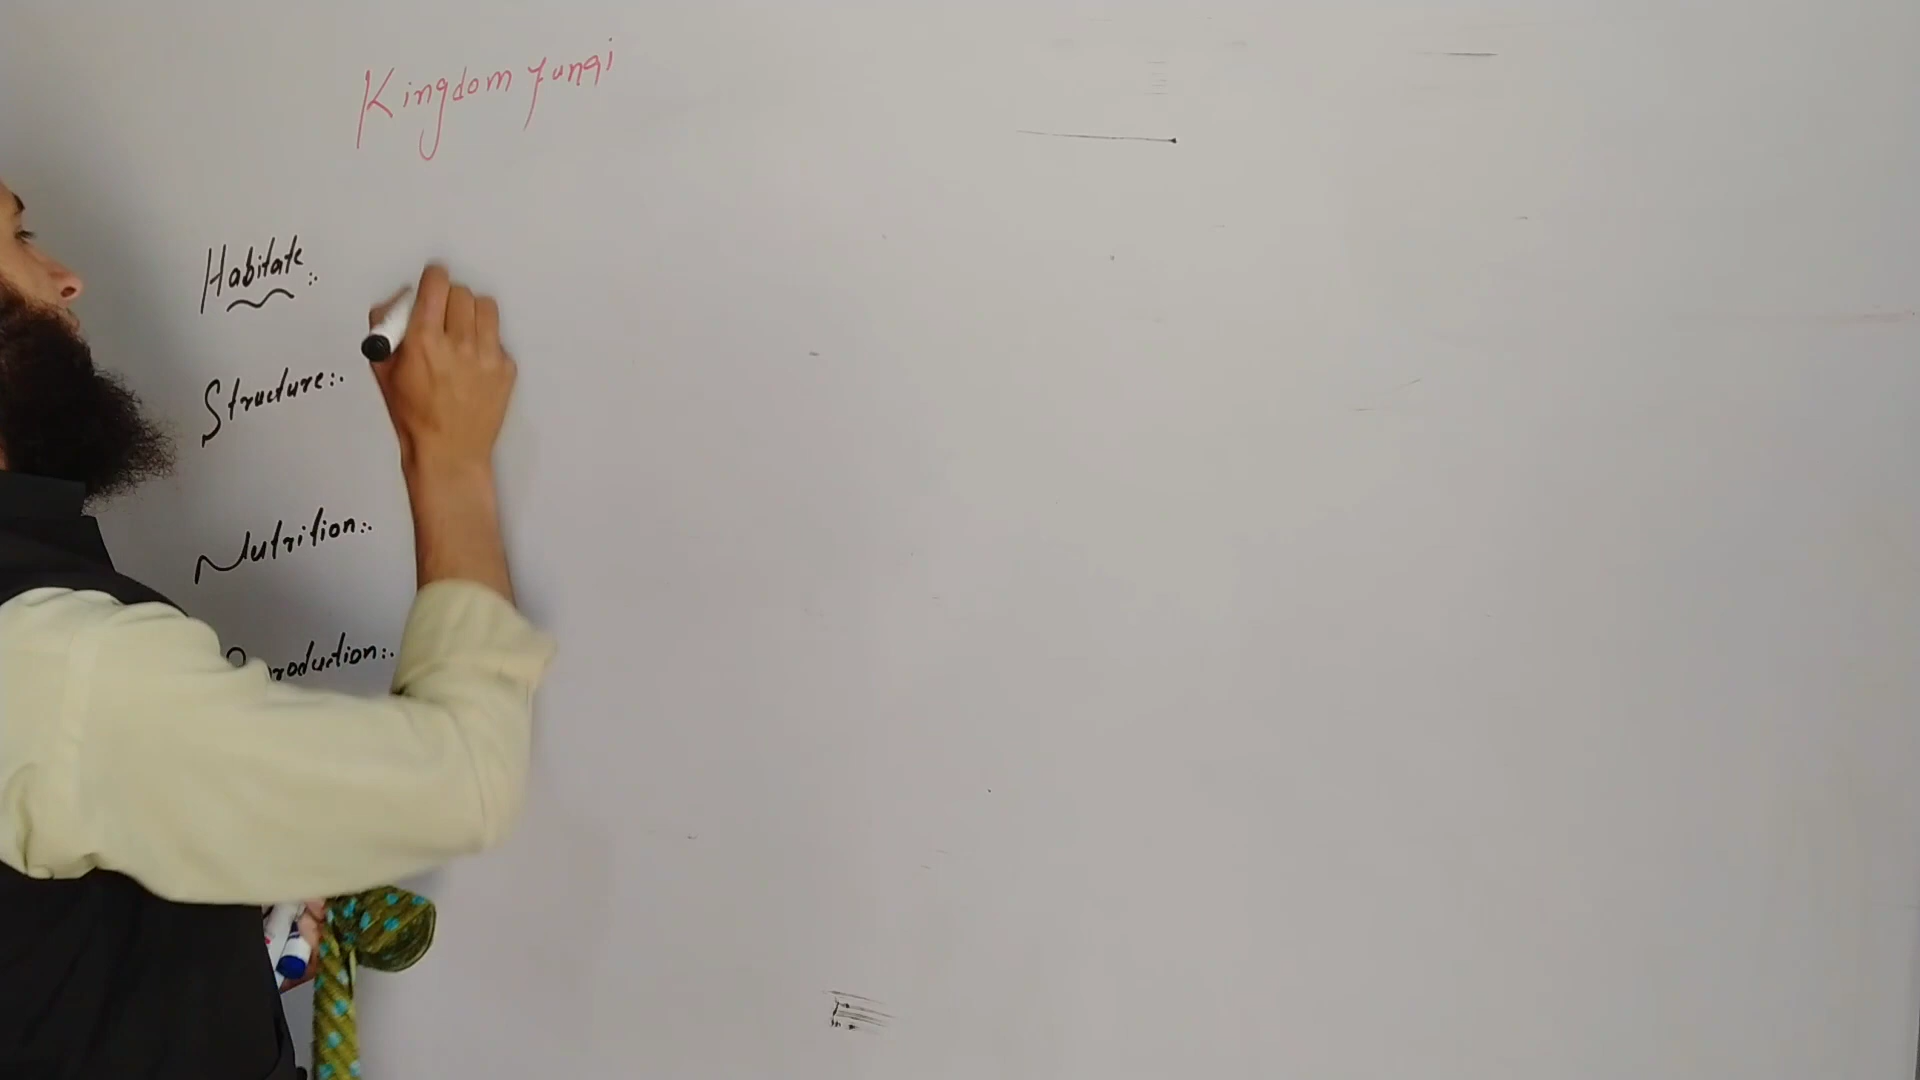 Kingdom fungi
Habitate:.
Structure:.
Nutrition:.
Reproduction:.